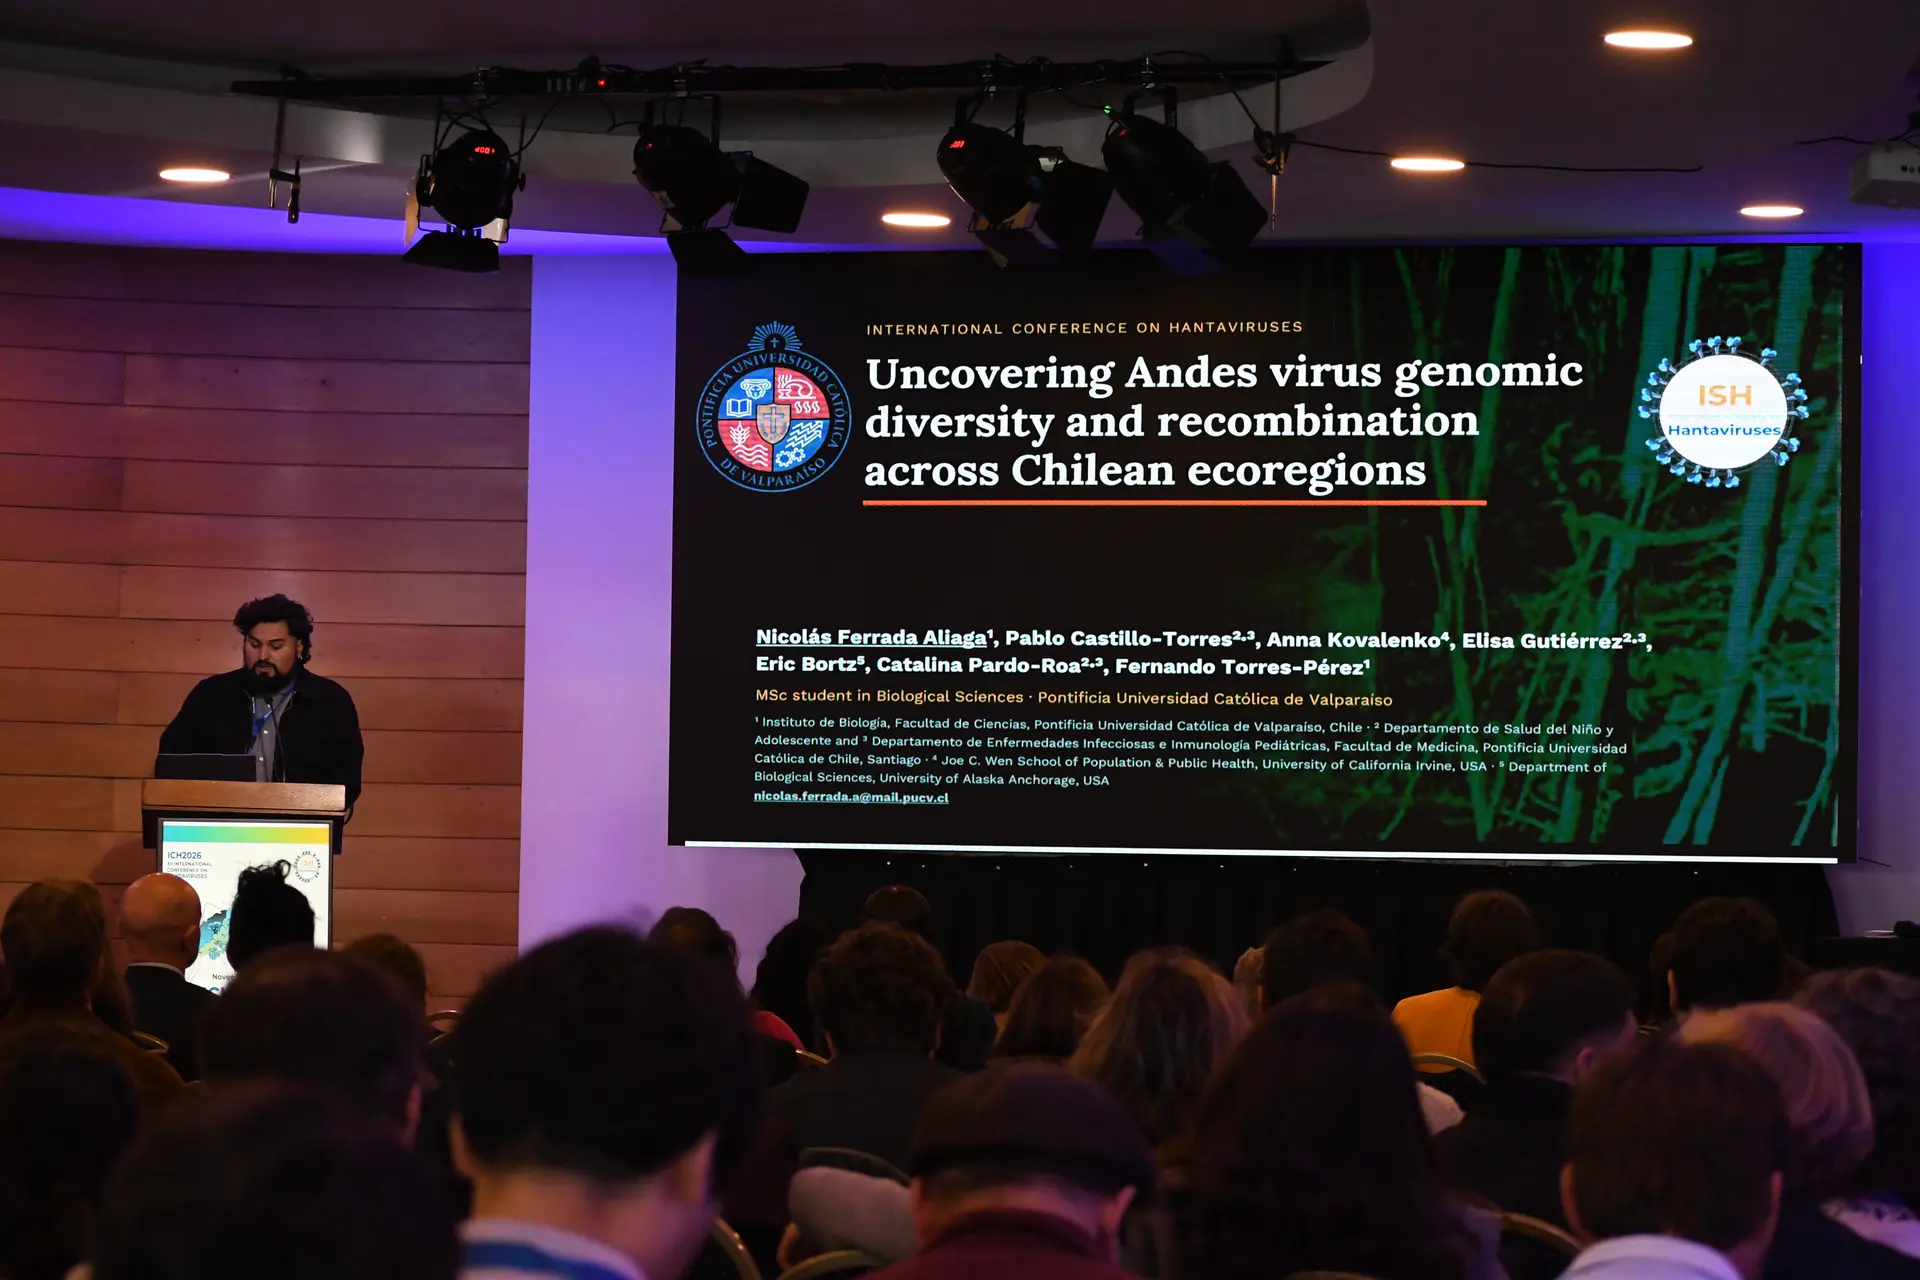 INTERNATIONAL CONFERENCE ON HANTAVIRUSES
Uncovering Andes virus genomic
diversity and recombination
across Chilean ecoregions
PONTIFICIA UNIVERSIDAD CATÓLICA
DE VALPARAÍSO
ISH
Hantaviruses
Nicolás Ferrada Aliaga¹, Pablo Castillo-Torres²·³, Anna Kovalenko⁴, Elisa Gutiérrez²·³,
Eric Bortz⁵, Catalina Pardo-Roa²·³, Fernando Torres-Pérez¹
MSc student in Biological Sciences · Pontificia Universidad Católica de Valparaíso
¹ Instituto de Biología, Facultad de Ciencias, Pontificia Universidad Católica de Valparaíso, Chile · ² Departamento de Salud del Niño y
Adolescente and ³ Departamento de Enfermedades Infecciosas e Inmunología Pediátricas, Facultad de Medicina, Pontificia Universidad
Católica de Chile, Santiago · ⁴ Joe C. Wen School of Population & Public Health, University of California Irvine, USA · ⁵ Department of
Biological Sciences, University of Alaska Anchorage, USA
nicolas.ferrada.a@mail.pucv.cl
ICH2026
INTERNATIONAL
CONFERENCE ON
ISH